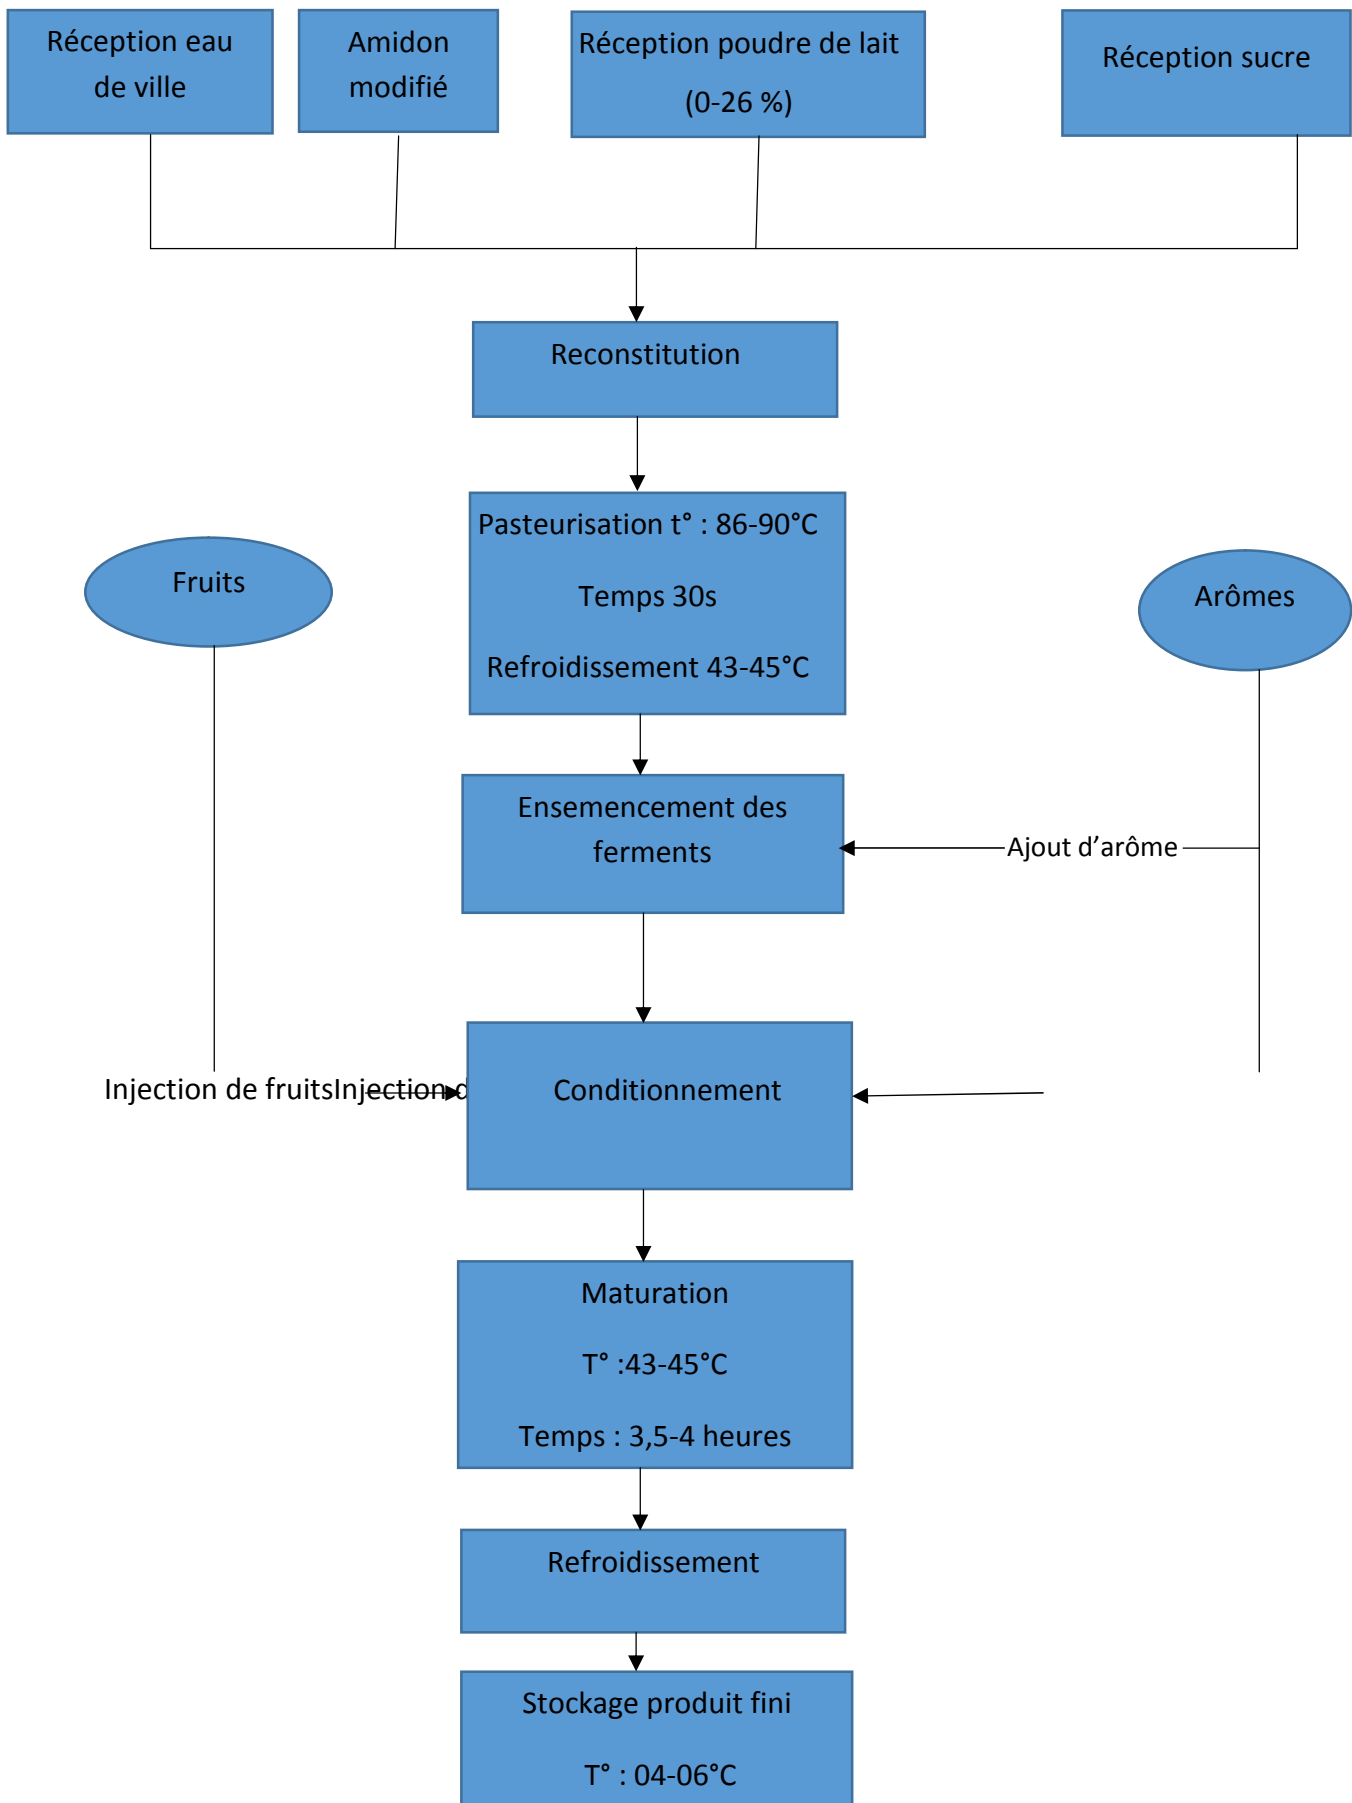 Réception eau
de ville
Amidon
modifié
Réception poudre de lait
(0-26 %)
Réception sucre
Reconstitution
Pasteurisation t° : 86-90°C
Temps 30s
Refroidissement 43-45°C
Fruits
Arômes
Ensemencement des
ferments
Ajout d’arôme
Injection de fruitsInjection d
Conditionnement
Maturation
T° :43-45°C
Temps : 3,5-4 heures
Refroidissement
Stockage produit fini
T° : 04-06°C